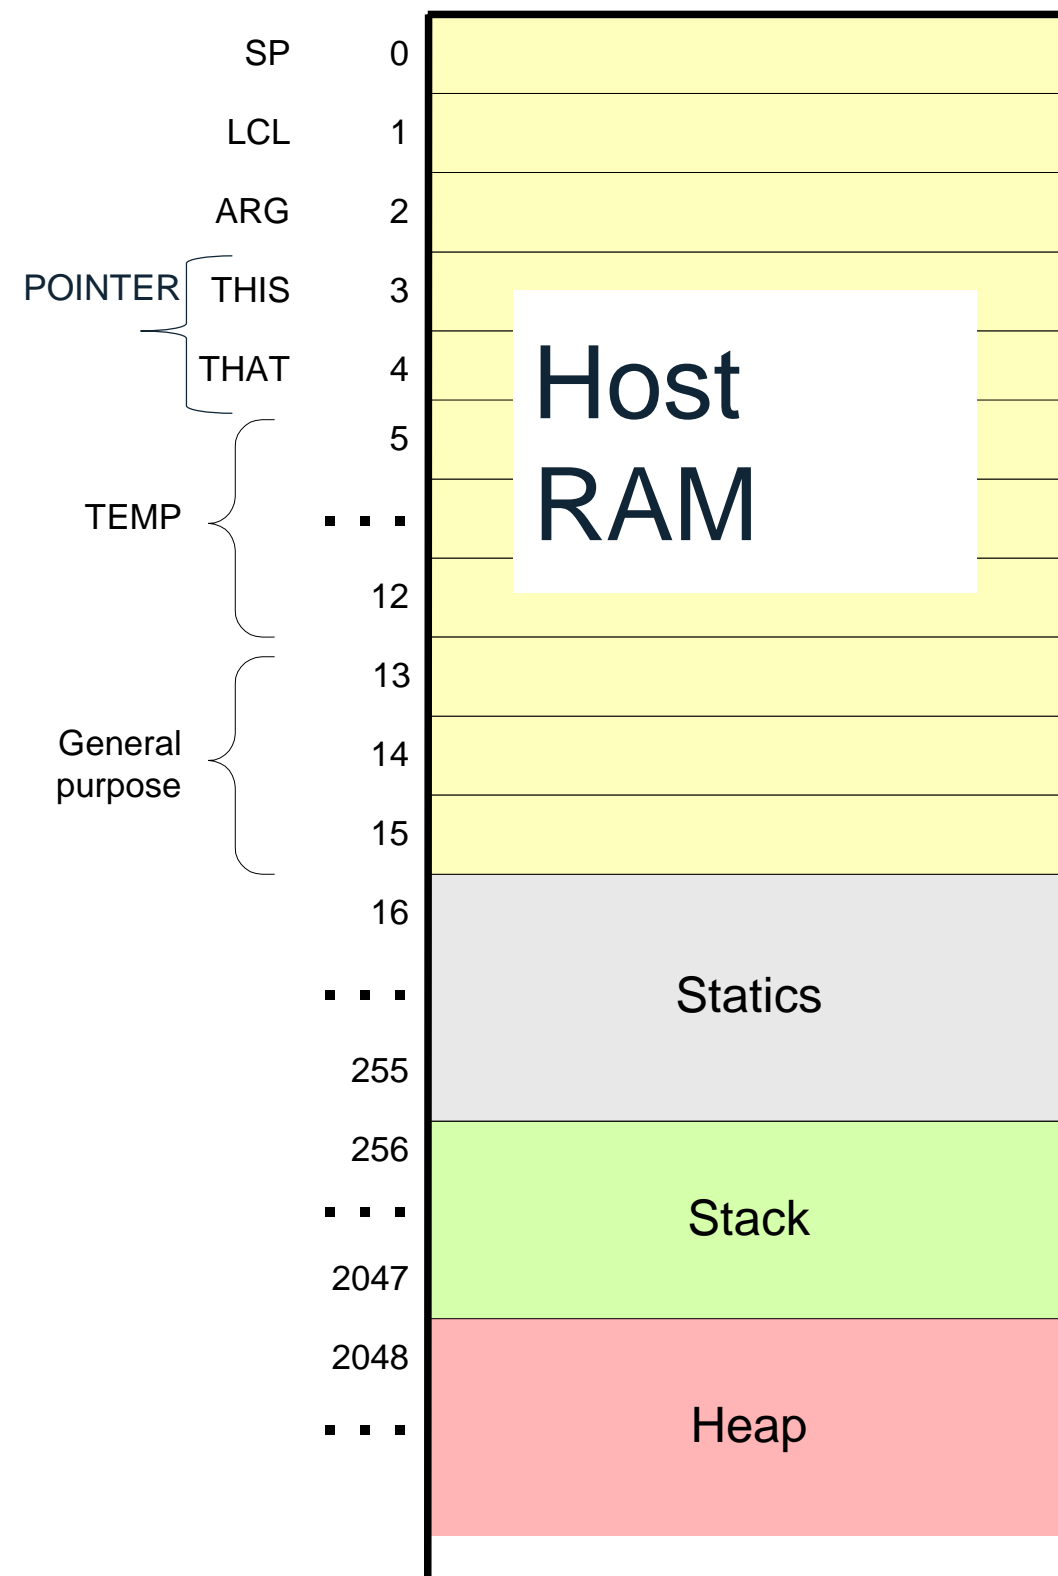 SP 0
LCL 1
ARG 2
POINTER THIS 3
THAT 4
Host
5
RAM
TEMP ...
12
13
General
purpose
14
15
16
Statics
...
255
256
Stack
...
2047
2048
Heap
...